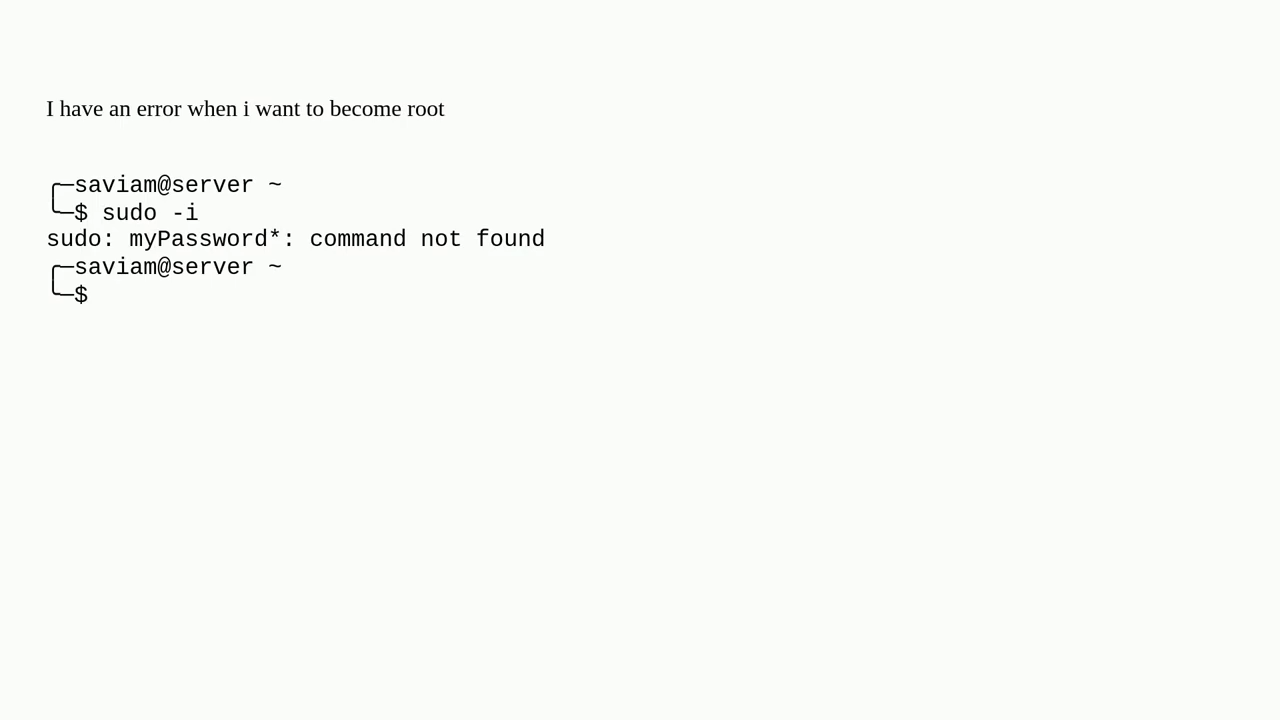 I have an error when i want to become root
╭─saviam@server ~
╰─$ sudo -i
sudo: myPassword*: command not found
╭─saviam@server ~
╰─$